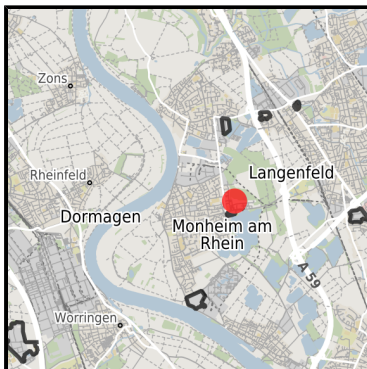 Zons
Langenfeld
Rheinfeld
Dormagen
Monheim am
Rhein
A 59
Worringen